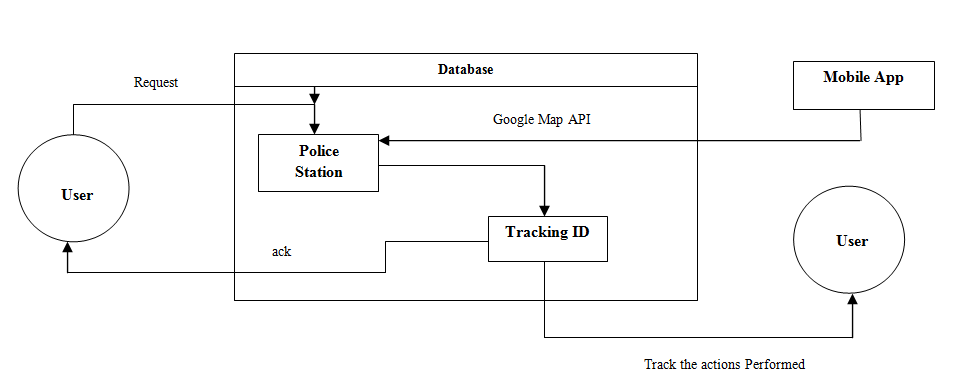 Database
Mobile App
Request
Google Map API
Police
Station
User
Tracking ID
User
ack
Track the actions Performed